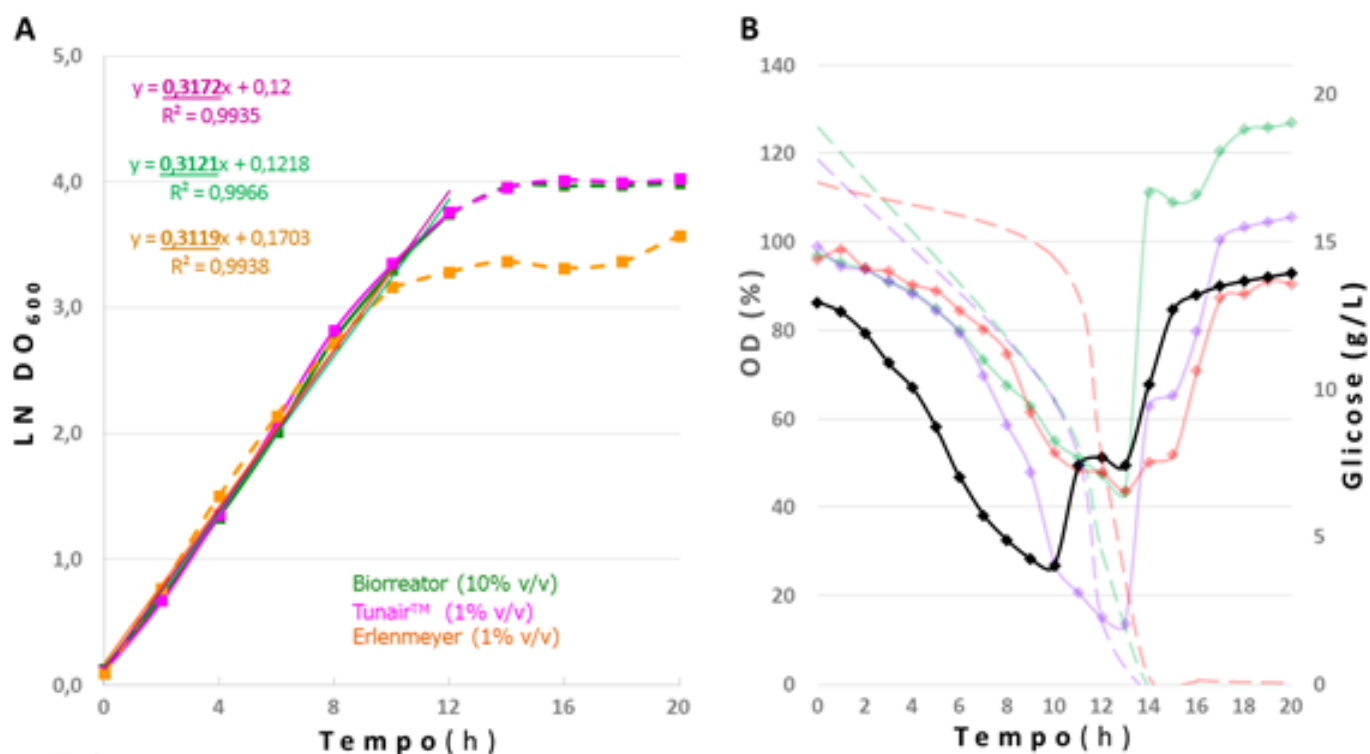 A
LN DO600
5,0
4,0
3,0
2,0
1,0
0,0
y = 0,3172x + 0,12
R² = 0,9935
y = 0,3121x + 0,1218
R² = 0,9966
y = 0,3119x + 0,1703
R² = 0,9938
Biorreator (10% v/v)
Tunair™ (1% v/v)
Erlenmeyer (1% v/v)
0 4 8 12 16 20
Tempo(h)
B
OD (%)
140
120
100
80
60
40
20
0
20
15
10
5
0
Glicose (g/L)
0 2 4 6 8 10 12 14 16 18 20
Tempo(h)